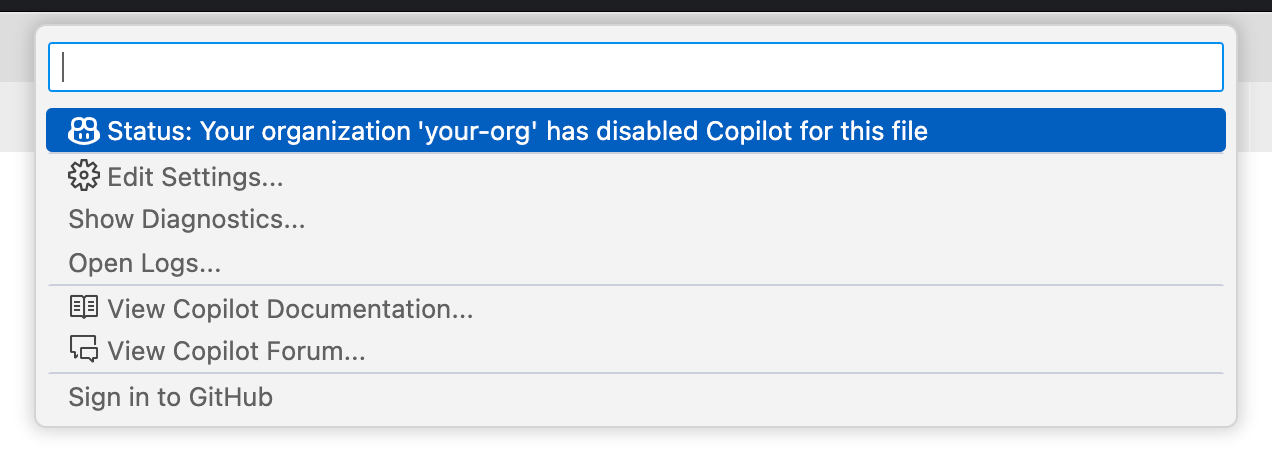 Status: Your organization 'your-org' has disabled Copilot for this file
Edit Settings...
Show Diagnostics...
Open Logs...
View Copilot Documentation...
View Copilot Forum...
Sign in to GitHub